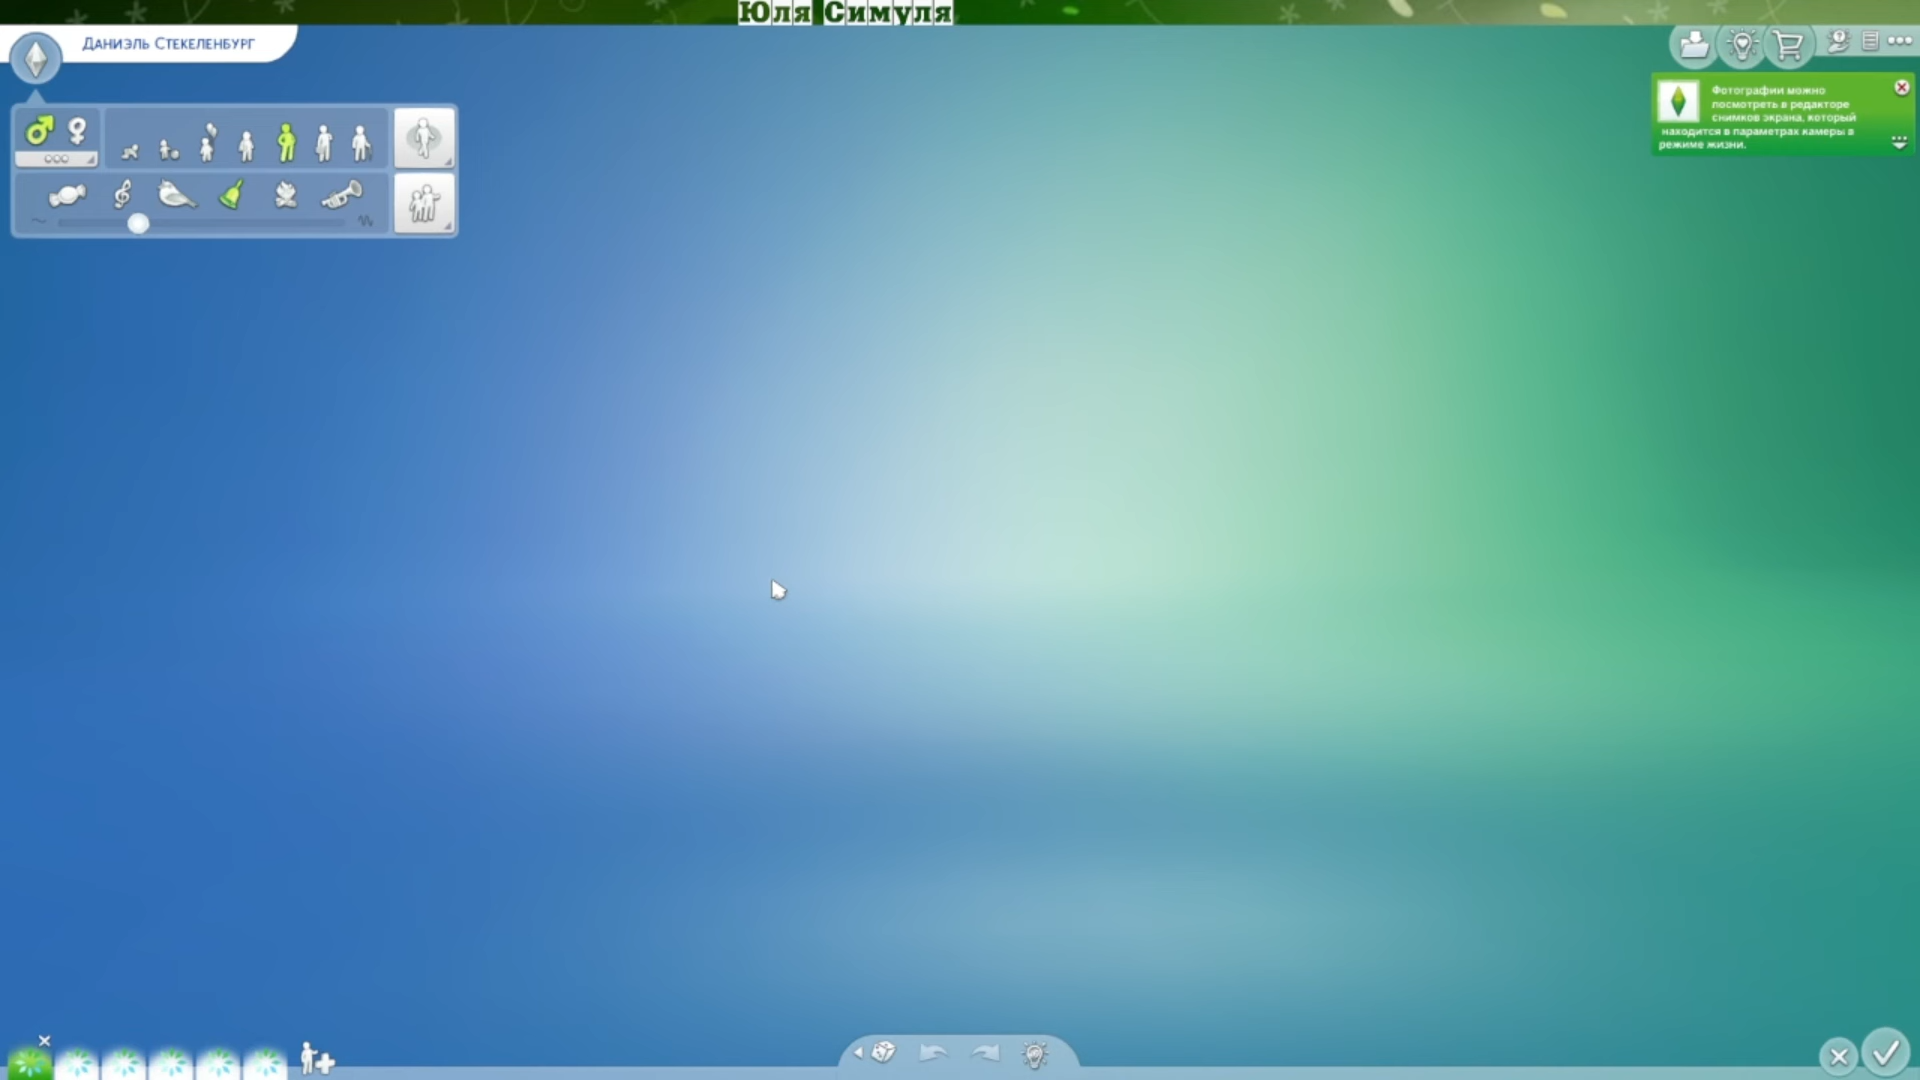 Юля Симуля
Даниэль Стекеленбург
Фотографии можно
посмотреть в редакторе
снимков экрана, который
находится в параметрах камеры в
режиме жизни.